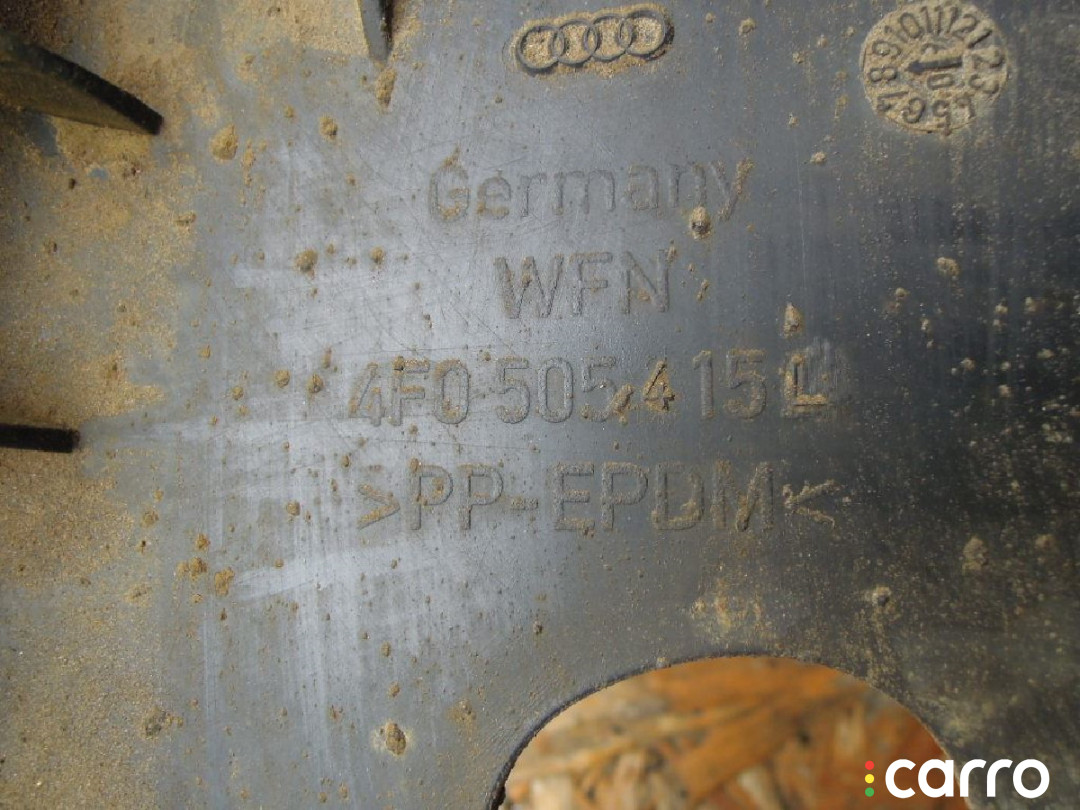 Germany
WFN
4F0 505 415 L
>PP-EPDM<
carro